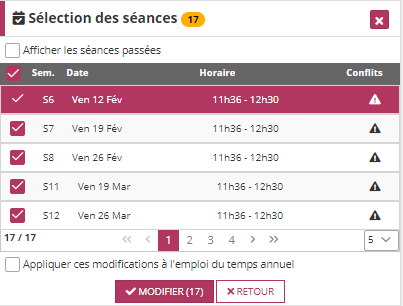 Sélection des séances 17
Afficher les séances passées
Sem. Date Horaire Conflits
S6 Ven 12 Fév 11h36 - 12h30
S7 Ven 19 Fév 11h36 - 12h30
S8 Ven 26 Fév 11h36 - 12h30
S11 Ven 19 Mar 11h36 - 12h30
S12 Ven 26 Mar 11h36 - 12h30
17 / 17 « < 1 2 3 4 > » 5
Appliquer ces modifications à l'emploi du temps annuel
MODIFIER (17) RETOUR